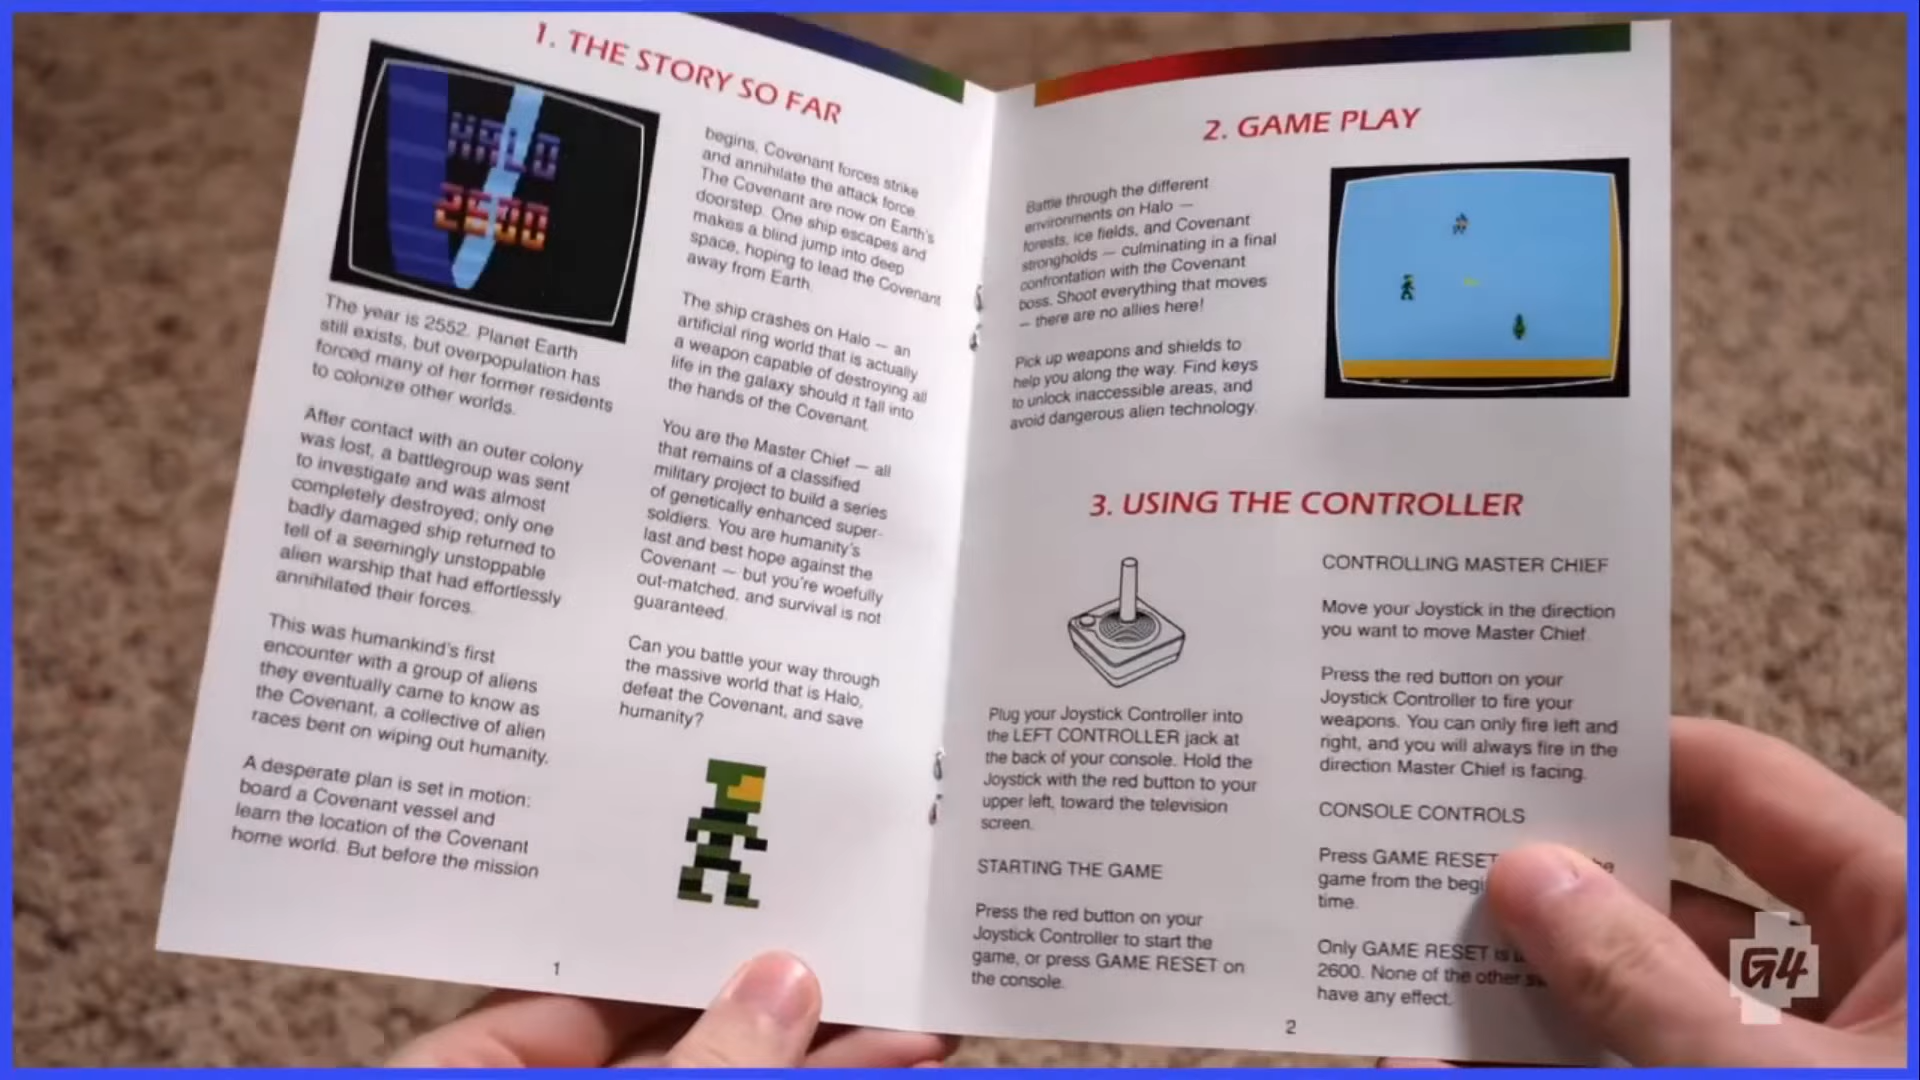 1. THE STORY SO FAR
HALO
2600
The year is 2552. Planet Earth
still exists, but overpopulation has
forced many of her former residents
to colonize other worlds.
After contact with an outer colony
was lost, a battlegroup was sent
to investigate and was almost
completely destroyed; only one
badly damaged ship returned to
tell of a seemingly unstoppable
alien warship that had effortlessly
annihilated their forces.
This was humankind's first
encounter with a group of aliens
they eventually came to know as
the Covenant, a collective of alien
races bent on wiping out humanity.
A desperate plan is set in motion:
board a Covenant vessel and
learn the location of the Covenant
home world. But before the mission
begins, Covenant forces strike
and annihilate the attack force.
The Covenant are now on Earth's
doorstep. One ship escapes and
makes a blind jump into deep
space, hoping to lead the Covenant
away from Earth.
The ship crashes on Halo — an
artificial ring world that is actually
a weapon capable of destroying all
life in the galaxy should it fall into
the hands of the Covenant.
You are the Master Chief — all
that remains of a classified
military project to build a series
of genetically enhanced super-
soldiers. You are humanity's
last and best hope against the
Covenant — but you're woefully
out-matched, and survival is not
guaranteed.
Can you battle your way through
the massive world that is Halo,
defeat the Covenant, and save
humanity?
1
2. GAME PLAY
Battle through the different
environments on Halo —
forests, ice fields, and Covenant
strongholds — culminating in a final
confrontation with the Covenant
boss. Shoot everything that moves
— there are no allies here!
Pick up weapons and shields to
help you along the way. Find keys
to unlock inaccessible areas, and
avoid dangerous alien technology.
3. USING THE CONTROLLER
Plug your Joystick Controller into
the LEFT CONTROLLER jack at
the back of your console. Hold the
Joystick with the red button to your
upper left, toward the television
screen.
STARTING THE GAME
Press the red button on your
Joystick Controller to start the
game, or press GAME RESET on
the console.
CONTROLLING MASTER CHIEF
Move your Joystick in the direction
you want to move Master Chief.
Press the red button on your
Joystick Controller to fire your
weapons. You can only fire left and
right, and you will always fire in the
direction Master Chief is facing.
CONSOLE CONTROLS
Press GAME RESET
game from the
time.
Only GAME RESET is
2600. None of the other
have any effect.
2
G4